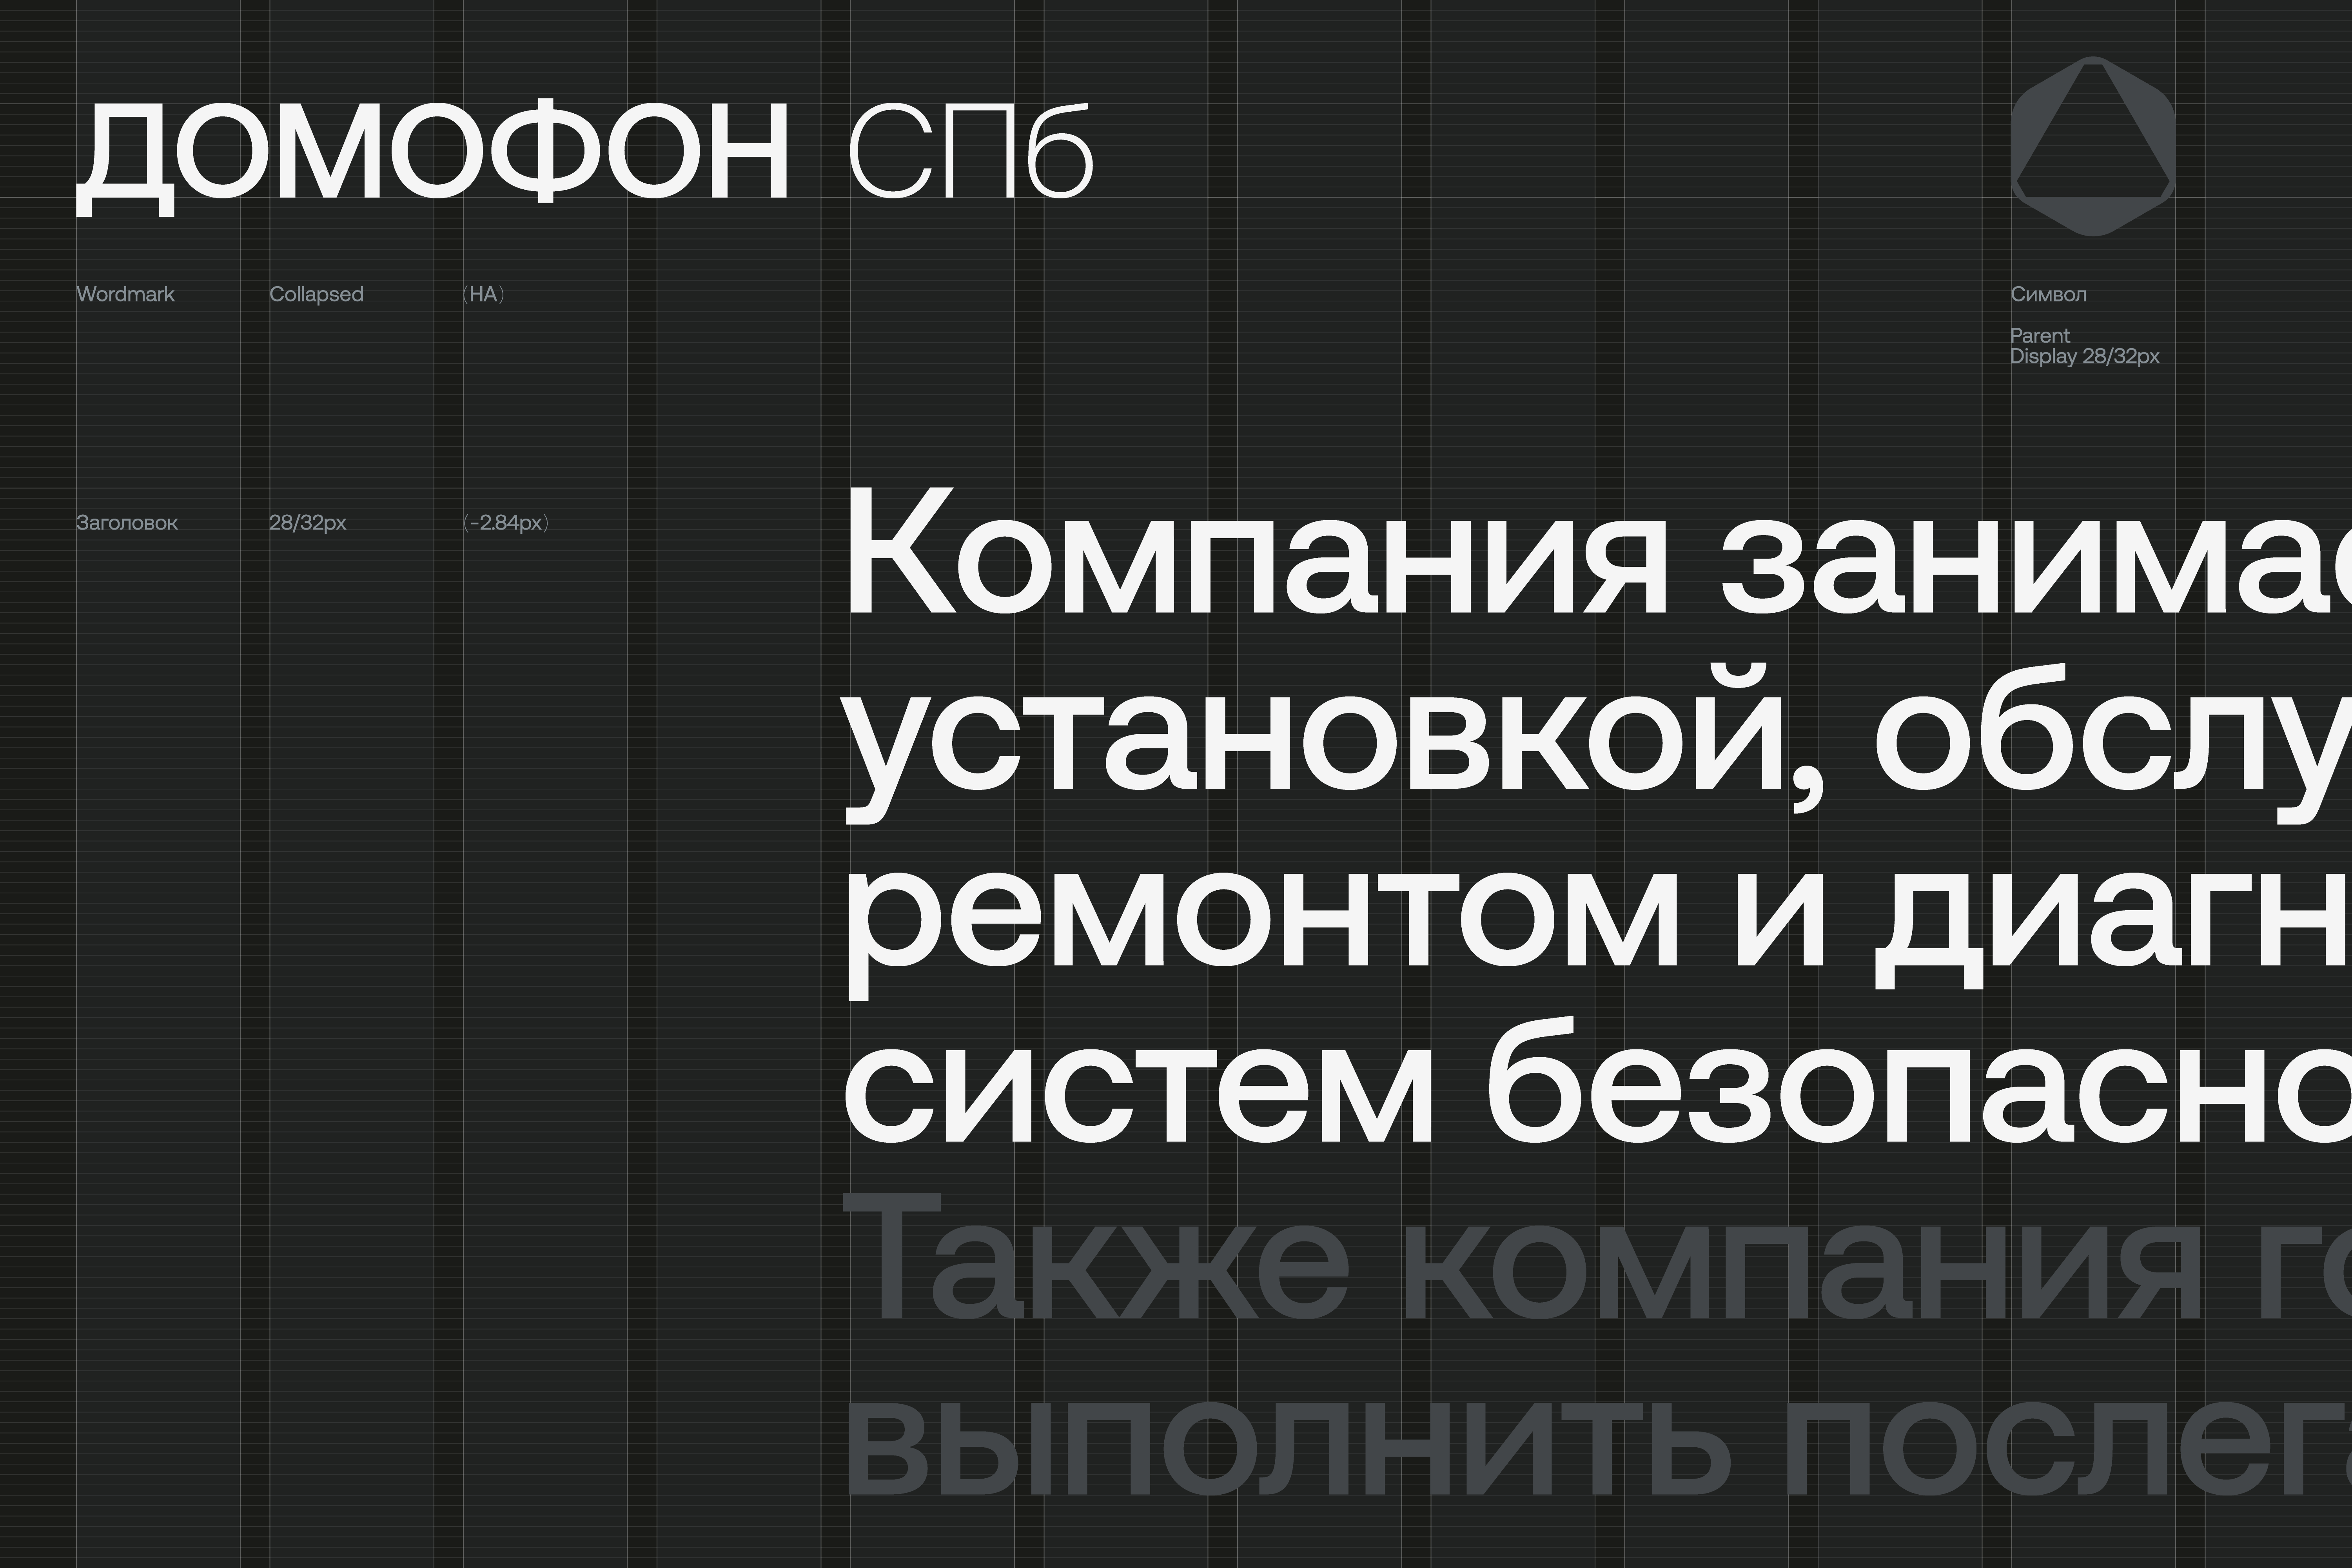 ДОМОФОН СПб
Wordmark Collapsed (HA)
Символ
Parent
Display 28/32px
Заголовок 28/32px (-2.84px)
Компания занимае
установкой, обслу
ремонтом и диагн
систем безопасно
Также компания го
выполнить послега